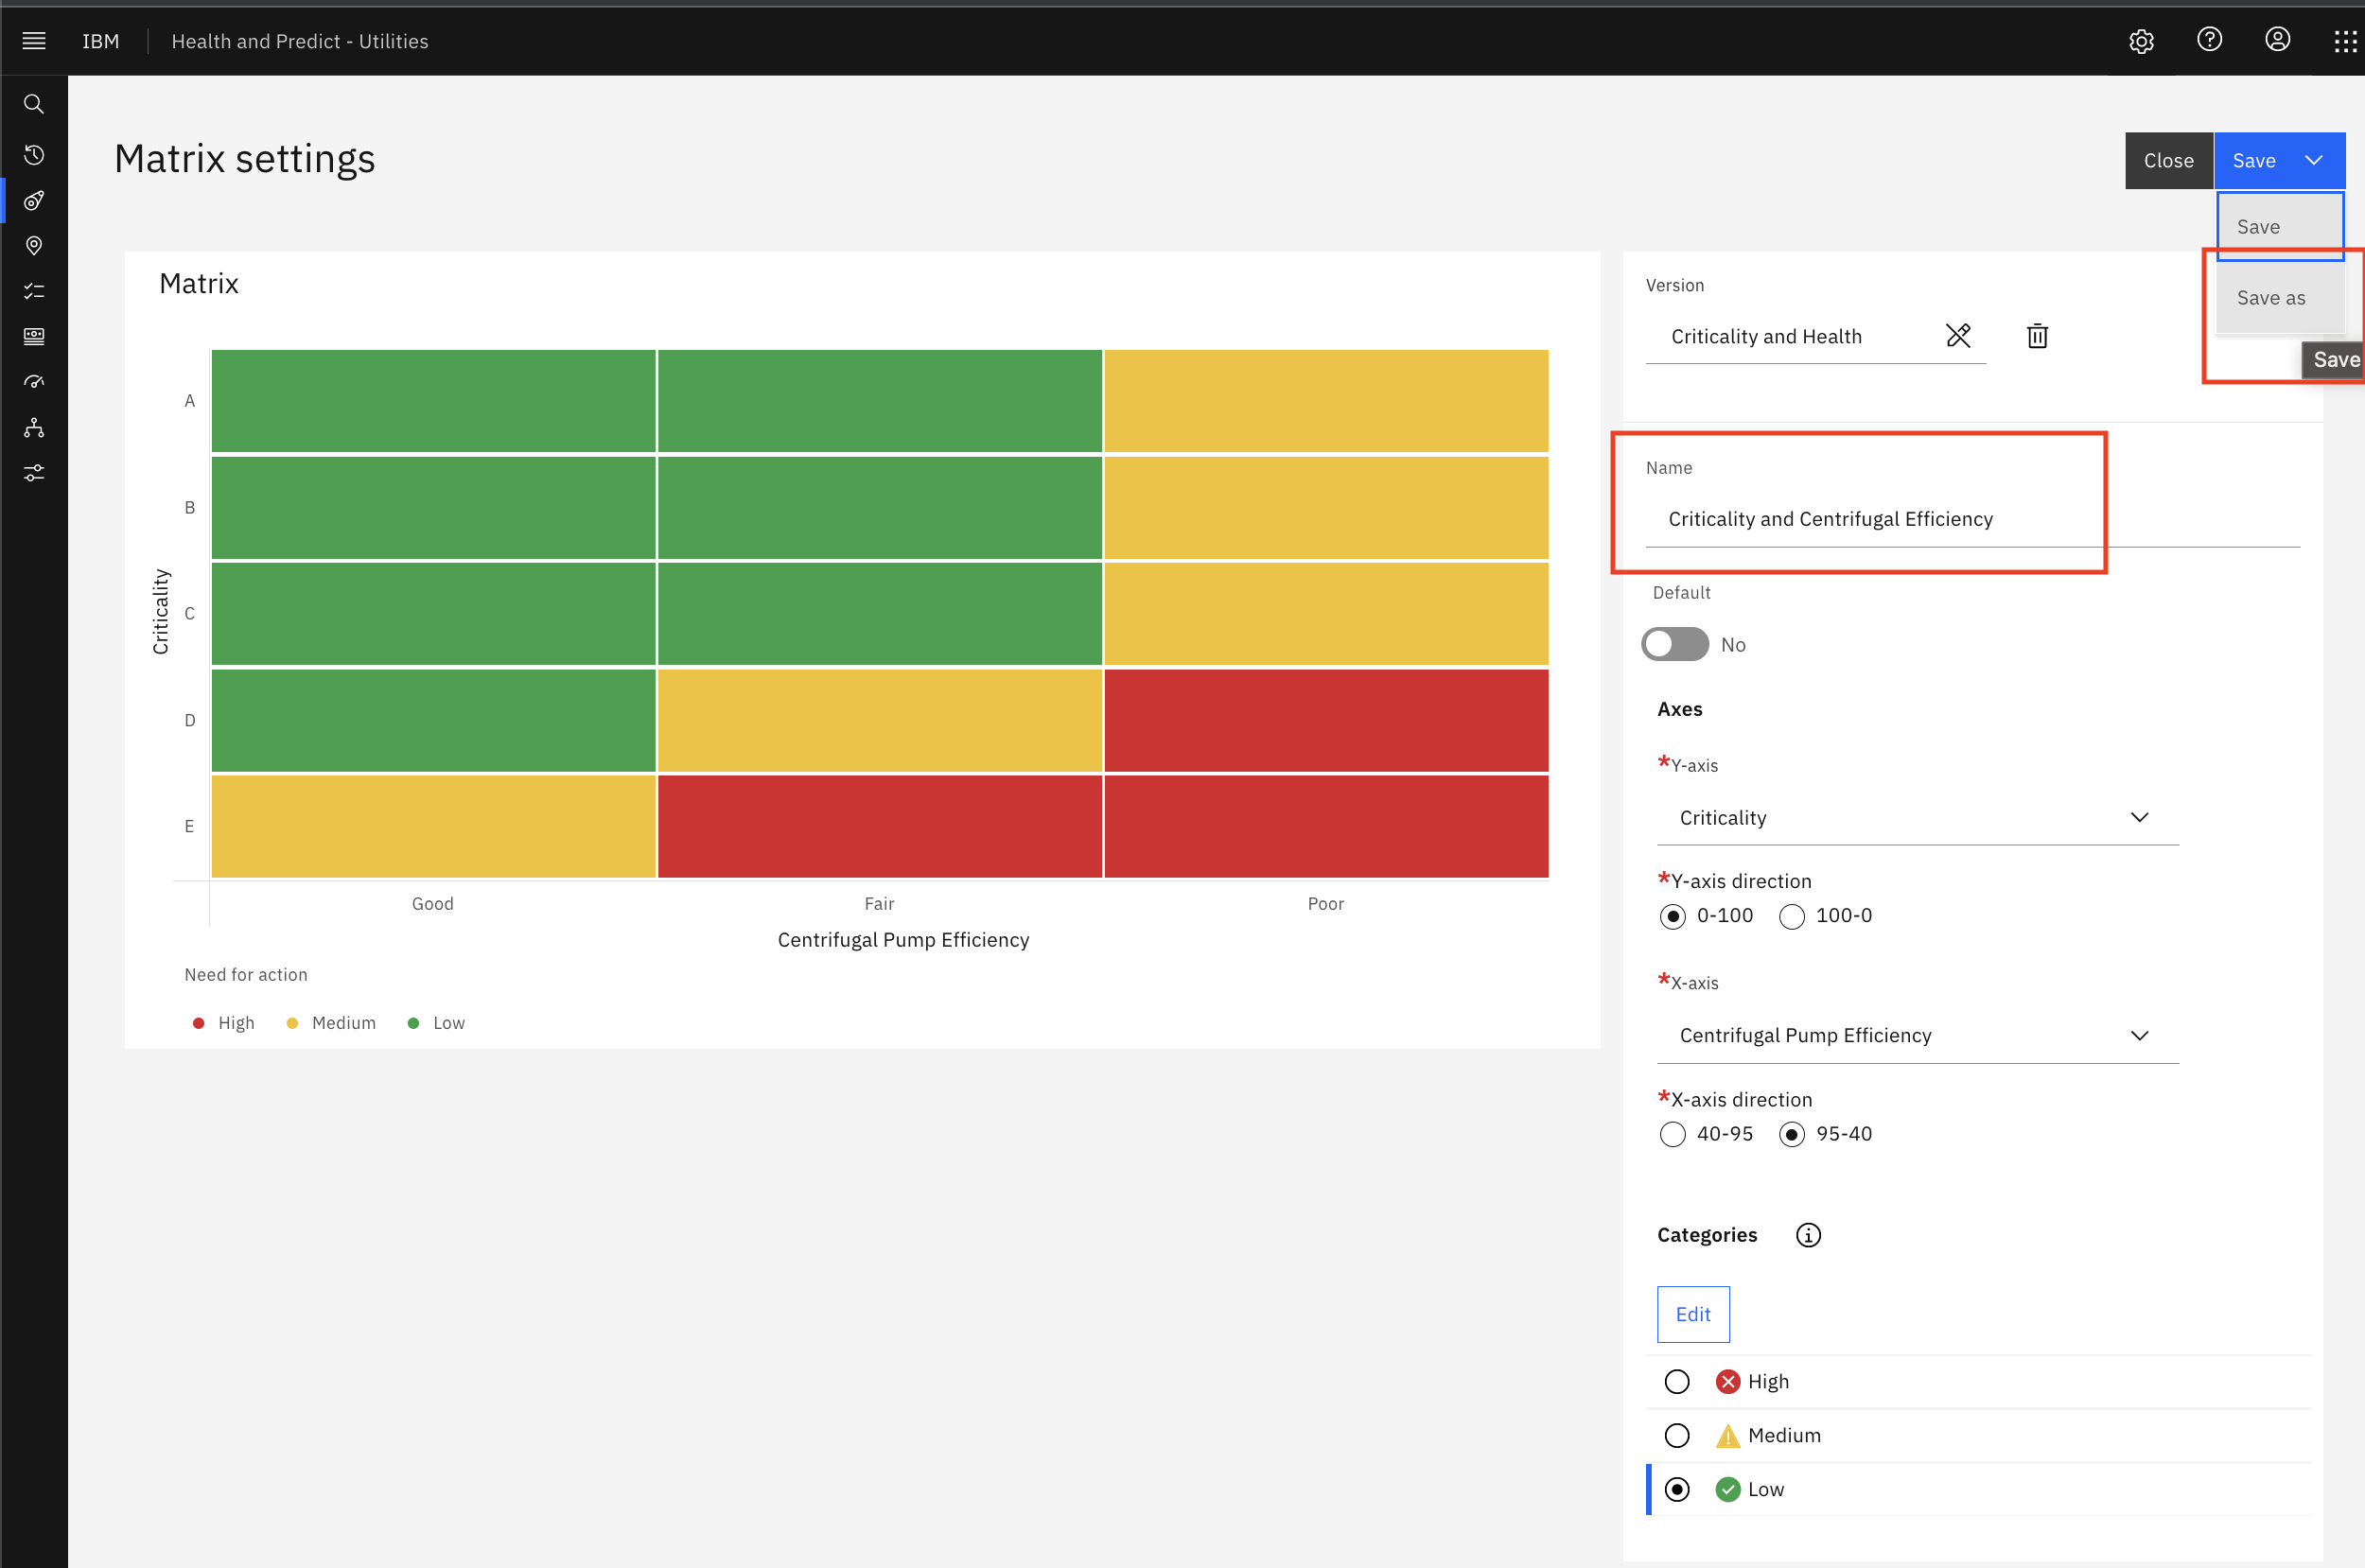 IBM
Health and Predict - Utilities
Matrix settings
Close
Save
Save
Save as
Save
Matrix
A
B
C
D
E
Criticality
Good
Fair
Poor
Centrifugal Pump Efficiency
Need for action
High
Medium
Low
Version
Criticality and Health
Name
Criticality and Centrifugal Efficiency
Default
No
Axes
*Y-axis
Criticality
*Y-axis direction
0-100
100-0
*X-axis
Centrifugal Pump Efficiency
*X-axis direction
40-95
95-40
Categories
Edit
High
Medium
Low